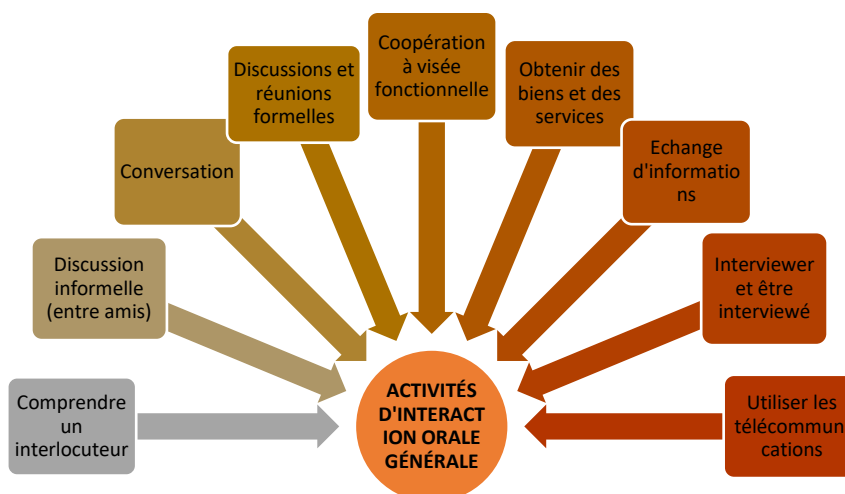 Comprendre
un
interlocuteur
Discussion
informelle
(entre amis)
Conversation
Discussions et
réunions
formelles
Coopération
à visée
fonctionnelle
Obtenir des
biens et des
services
Echange
d'informatio
ns
Interviewer
et être
interviewé
Utiliser les
télécommuni
cations
ACTIVITÉS
D'INTERACT
ION ORALE
GÉNÉRALE